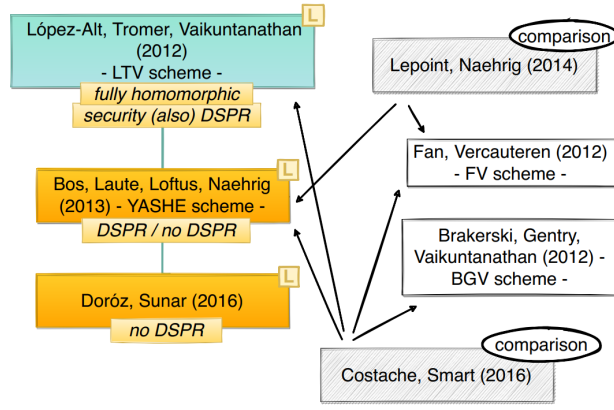 López-Alt, Tromer, Vaikuntanathan
(2012)
- LTV scheme -
L
fully homomorphic
security (also) DSPR
comparison
Lepoint, Naehrig (2014)
Fan, Vercauteren (2012)
- FV scheme -
Bos, Laute, Loftus, Naehrig
(2013) - YASHE scheme -
L
DSPR / no DSPR
Brakerski, Gentry,
Vaikuntanathan (2012) -
BGV scheme -
Doróz, Sunar (2016)
L
no DSPR
comparison
Costache, Smart (2016)